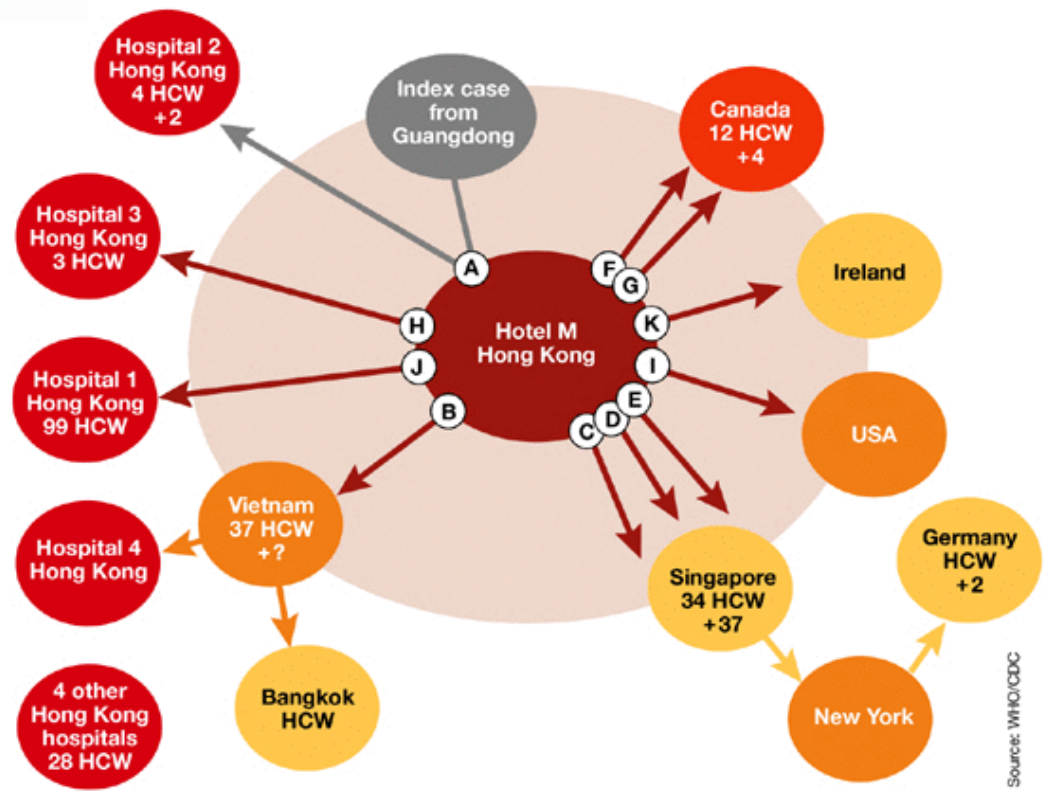 Hospital 2
Hong Kong
4 HCW
+2
Index case
from
Guangdong
Canada
12 HCW
+4
Hospital 3
Hong Kong
3 HCW
Ireland
A
F
G
H
K
Hotel M
Hong Kong
J
I
B
E
D
C
Hospital 1
Hong Kong
99 HCW
USA
Vietnam
37 HCW
+?
Hospital 4
Hong Kong
Singapore
34 HCW
+37
Germany
HCW
+2
4 other
Hong Kong
hospitals
28 HCW
Bangkok
HCW
New York
Source: WHO/CDC